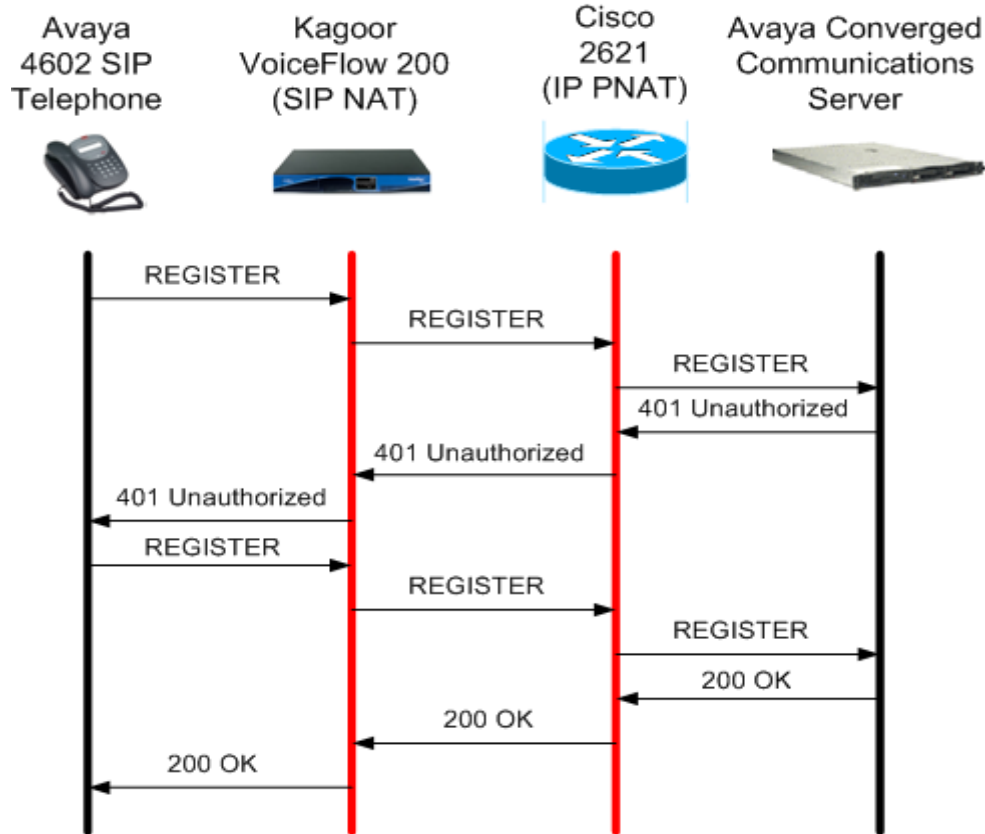 Avaya
4602 SIP
Telephone
Kagoor
VoiceFlow 200
(SIP NAT)
Cisco
2621
(IP PNAT)
Avaya Converged
Communications
Server
REGISTER
REGISTER
REGISTER
401 Unauthorized
401 Unauthorized
401 Unauthorized
REGISTER
REGISTER
REGISTER
200 OK
200 OK
200 OK